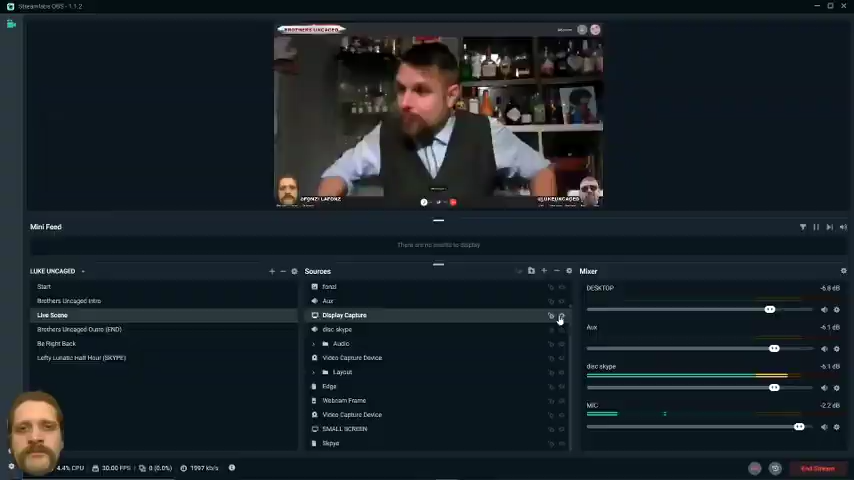 Streamlabs OBS - 1.1.2
BROTHERS UNCAGED
@FONZI LAFONZ
@LUKEUNCAGED
Mini Feed
There are no events to display
LUKE UNCAGED
Start
Brothers Uncaged Intro
Live Scene
Brothers Uncaged Outro (END)
Be Right Back
Lefty Lunatic Half Hour (SKYPE)
Sources
fonzi
Aux
Display Capture
disc skype
Audio
Video Capture Device
Layout
Edge
Webcam Frame
Video Capture Device
SMALL SCREEN
Skype
Mixer
DESKTOP
-6.8 dB
Aux
-6.1 dB
disc skype
-6.1 dB
MIC
-2.2 dB
4.4% CPU
30.00 FPS
0 (0.0%)
1997 kb/s
End Stream